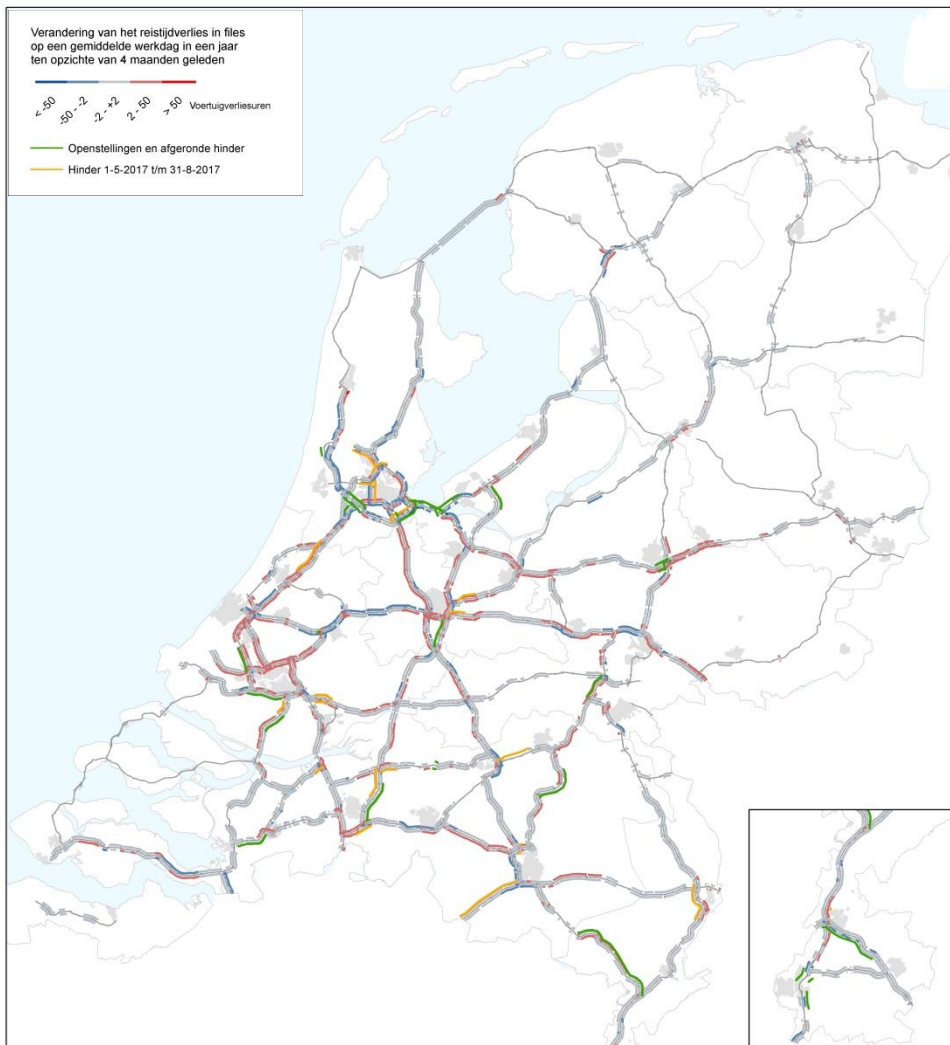 Verandering van het reistijdverlies in files
op een gemiddelde werkdag in een jaar
ten opzichte van 4 maanden geleden
< -50
-50 - -2
-2 - +2
2 - 50
> 50
Voertuigverliesuren
Openstellingen en afgeronde hinder
Hinder 1-5-2017 t/m 31-8-2017